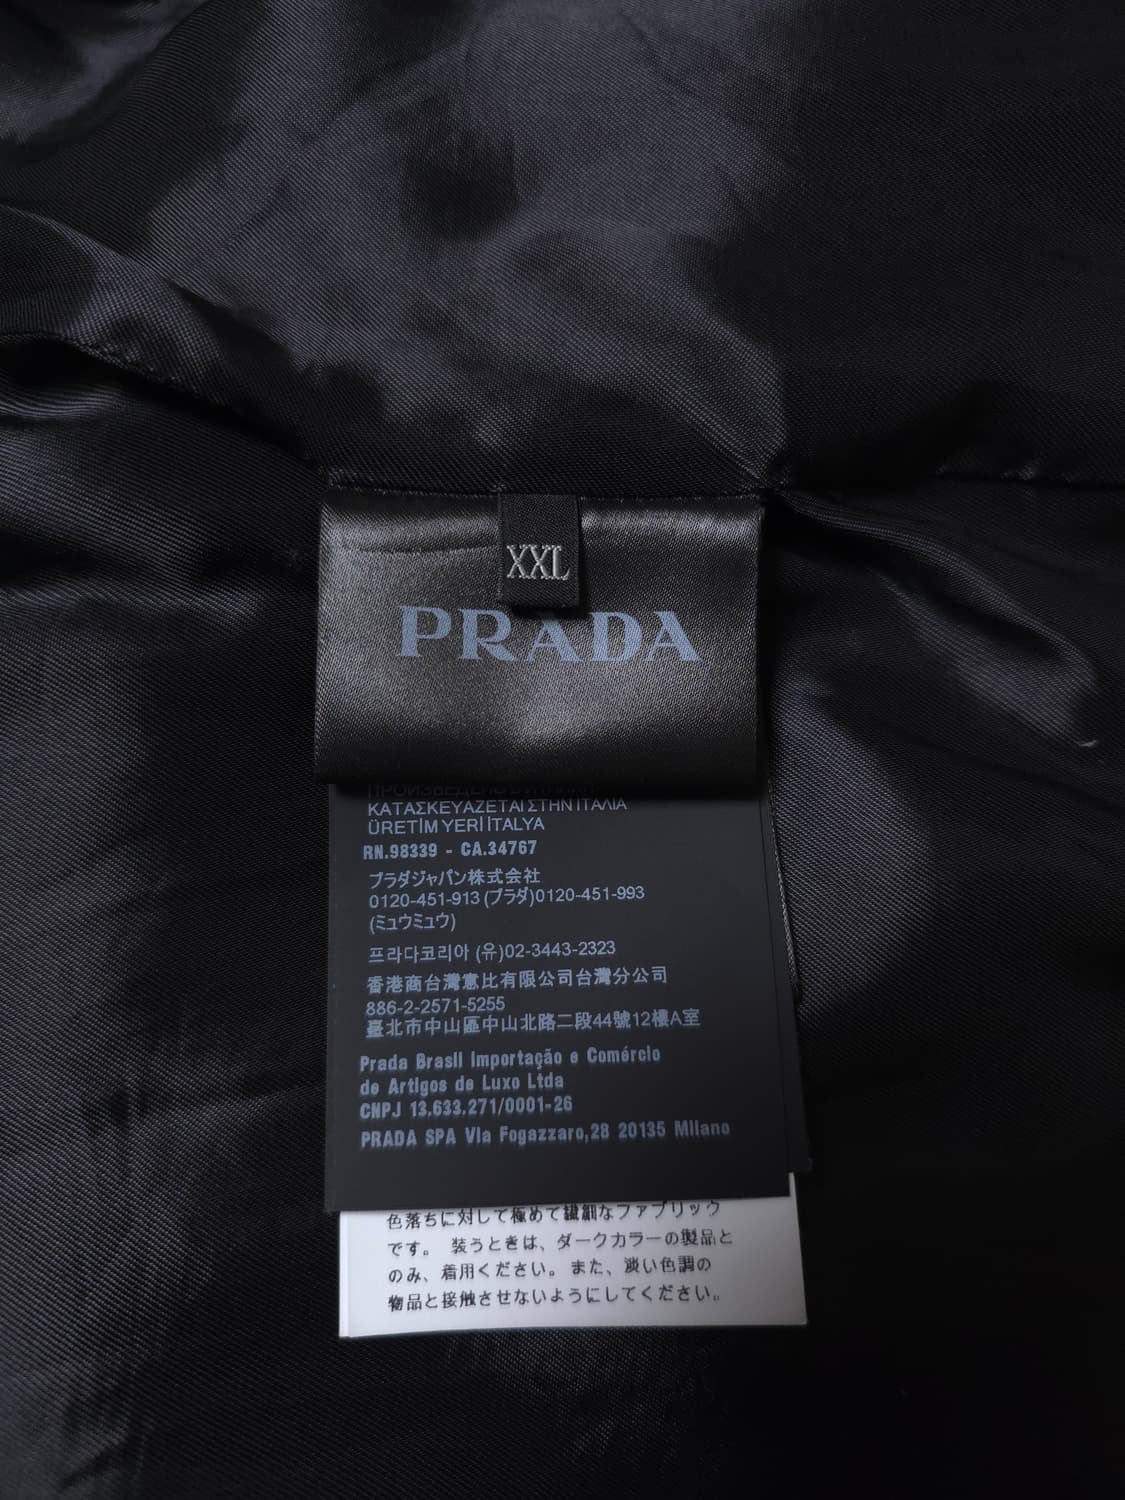 XXL
PRADA
ΚΑΤΑΣΚΕΥΑΖΕΤΑΙ ΣΤΗΝ ΙΤΑΛΙΑ
ÜRETİM YERİ İTALYA
RN.98339 - CA.34767
プラダジャパン株式会社
0120-451-913 (プラダ)0120-451-993
(ミュウミュウ)
프라다코리아 (유)02-3443-2323
香港商台灣惠比有限公司台灣分公司
886-2-2571-5255
臺北市中山區中山北路二段44號12樓A室
Prada Brasil Importação e Comércio
de Artigos de Luxo Ltda
CNPJ 13.633.271/0001-26
PRADA SPA Via Fogazzaro,28 20135 Milano
色落ちに対して極めて繊細なファブリック
です。 装うときは、ダークカラーの製品と
のみ、着用ください。また、淡い色調の
物品と接触させないようにしてください。